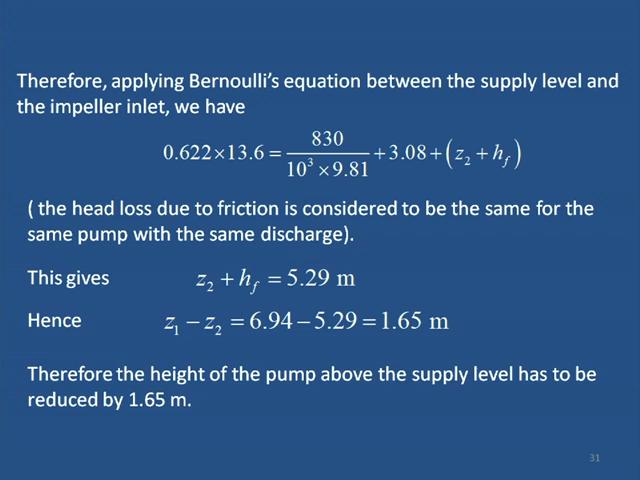 Therefore, applying Bernoulli's equation between the supply level and
the impeller inlet, we have
0.622×13.6 = 830 / (10³ ×9.81) + 3.08 + (z₂ + h_f)
( the head loss due to friction is considered to be the same for the
same pump with the same discharge).
This gives z₂ + h_f = 5.29 m
Hence z₁ − z₂ = 6.94 − 5.29 = 1.65 m
Therefore the height of the pump above the supply level has to be
reduced by 1.65 m.
31